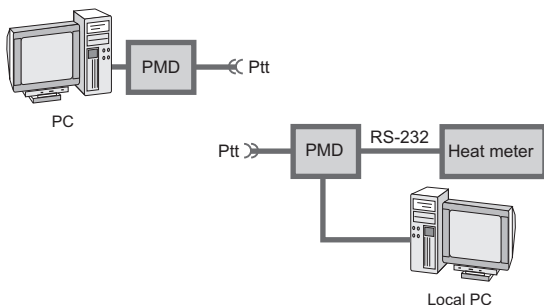 PMD
Ptt
PC
Ptt
PMD
RS-232
Heat meter
Local PC